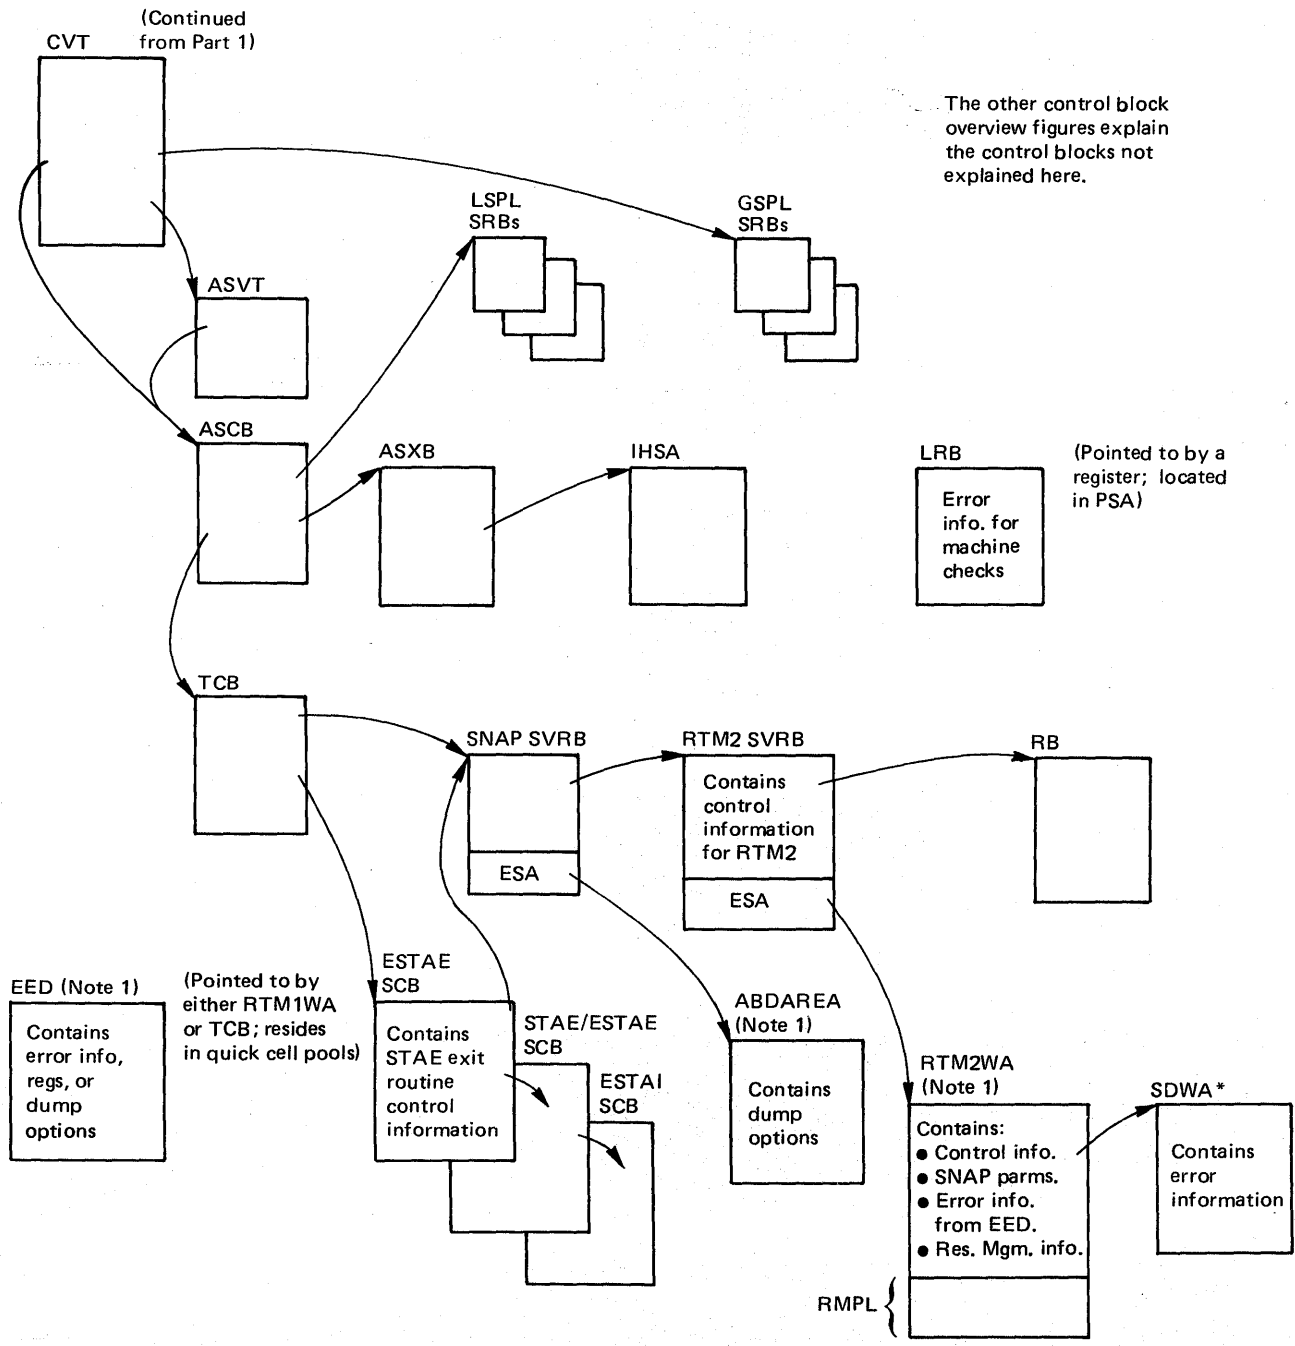 (Continued
from Part 1)
CVT
The other control block
overview figures explain
the control blocks not
explained here.
LSPL
SRBs
GSPL
SRBs
ASVT
ASCB
ASXB
IHSA
LRB
Error
info. for
machine
checks
(Pointed to by a
register; located
in PSA)
TCB
SNAP SVRB
ESA
RTM2 SVRB
Contains
control
information
for RTM2
ESA
RB
EED (Note 1)
Contains
error info,
regs, or
dump
options
(Pointed to by
either RTM1WA
or TCB; resides
in quick cell pools)
ESTAE
SCB
Contains
STAE exit
routine
control
information
STAE/ESTAE
SCB
ESTAI
SCB
ABDAREA
(Note 1)
Contains
dump
options
RTM2WA
(Note 1)
Contains:
● Control info.
● SNAP parms.
● Error info.
from EED.
● Res. Mgm. info.
RMPL
SDWA*
Contains
error
information